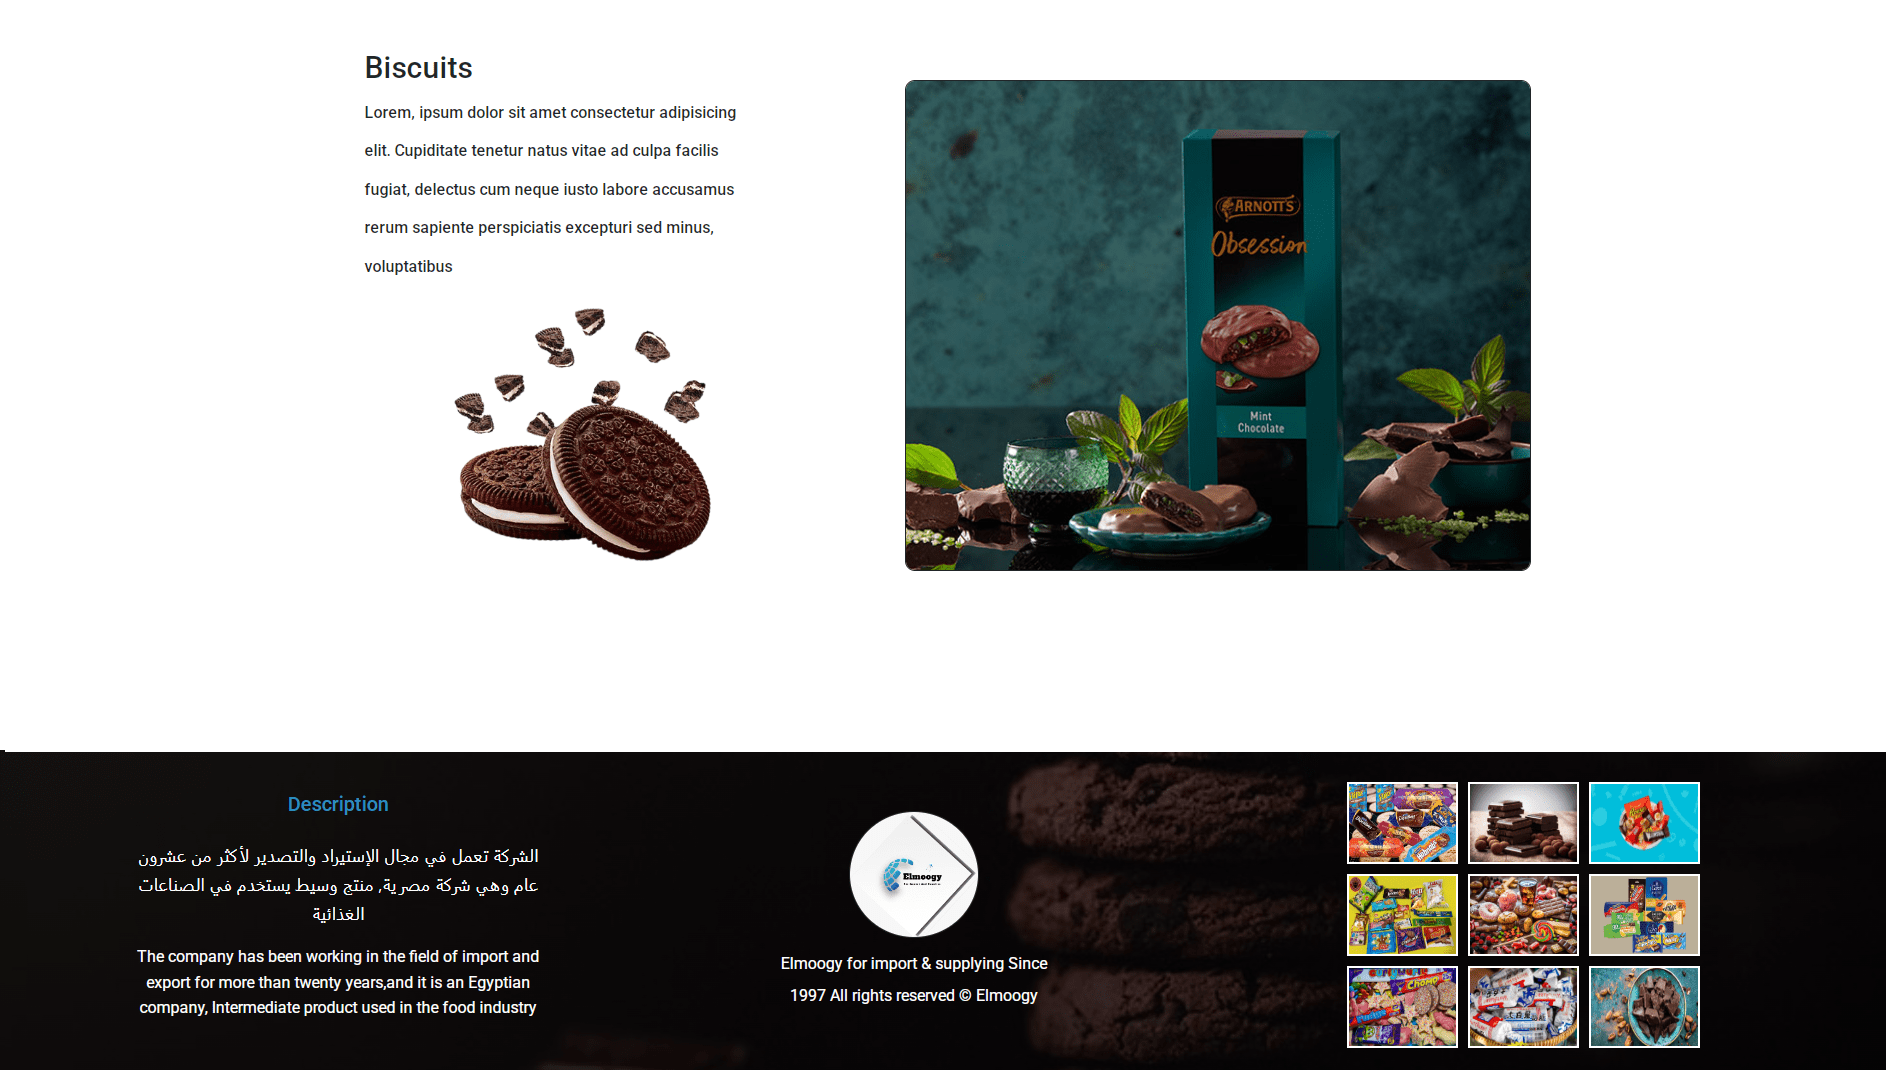 Biscuits
Lorem, ipsum dolor sit amet consectetur adipisicing
elit. Cupiditate tenetur natus vitae ad culpa facilis
fugiat, delectus cum neque iusto labore accusamus
rerum sapiente perspiciatis excepturi sed minus,
voluptatibus
ARNOTT'S
Obsession
Mint
Chocolate
Description
الشركة تعمل في مجال الإستيراد والتصدير لأكثر من عشرون
عام وهي شركة مصرية, منتج وسيط يستخدم في الصناعات
الغذائية
The company has been working in the field of import and
export for more than twenty years,and it is an Egyptian
company, Intermediate product used in the food industry
Elmoogy
Elmoogy for import & supplying Since
1997 All rights reserved © Elmoogy